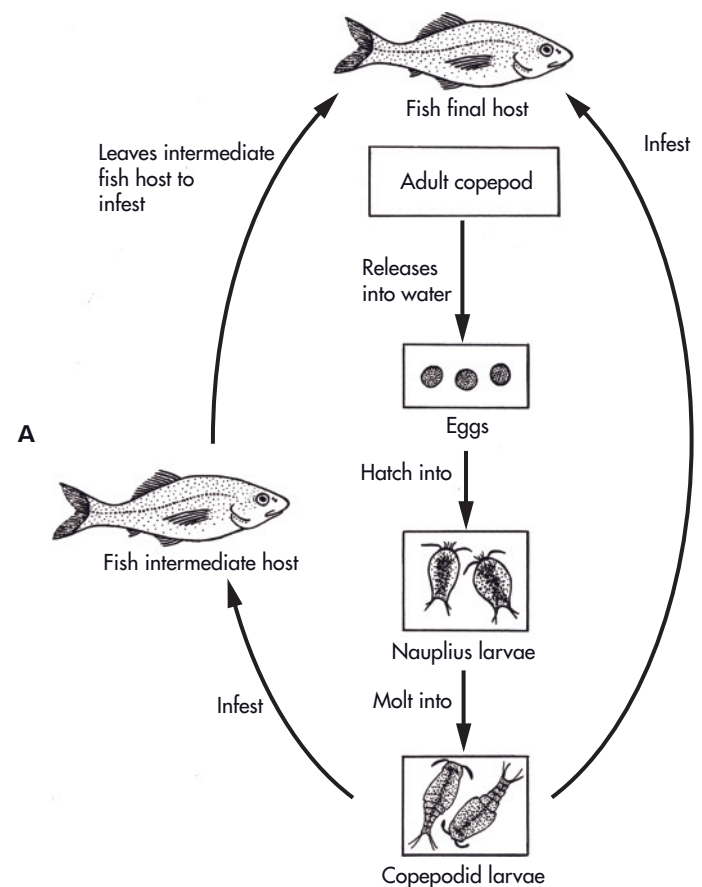 Fish final host
Infest
Leaves intermediate
fish host to
infest
Adult copepod
Releases
into water
A
Eggs
Hatch into
Fish intermediate host
Nauplius larvae
Infest
Molt into
Copepodid larvae